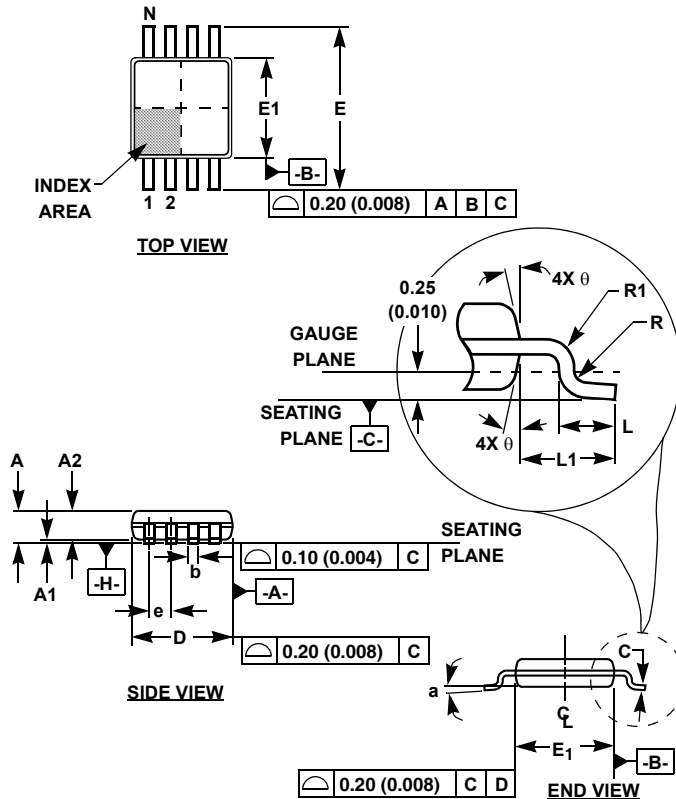 N
E1
E
-B-
INDEX
AREA
1 2
0.20 (0.008) A B C
TOP VIEW
0.25
(0.010)
4X θ
R1
R
GAUGE
PLANE
SEATING
PLANE
-C-
4X θ
L
L1
A
A2
SEATING
PLANE
A1
-H-
b
0.10 (0.004) C
-A-
e
D
0.20 (0.008) C
SIDE VIEW
C
a
CL
E1
-B-
0.20 (0.008) C D
END VIEW